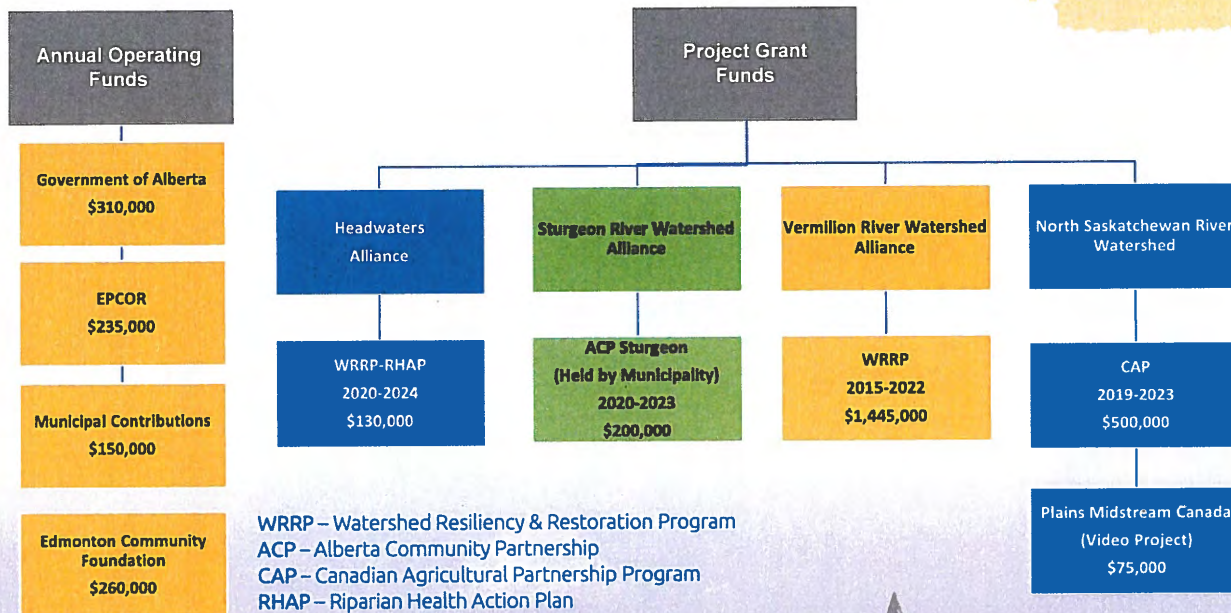 Annual Operating
Funds
Government of Alberta
$310,000
EPCOR
$235,000
Municipal Contributions
$150,000
Edmonton Community
Foundation
$260,000
Project Grant
Funds
Headwaters
Alliance
WRRP-RHAP
2020-2024
$130,000
Sturgeon River Watershed
Alliance
ACP Sturgeon
(Held by Municipality)
2020-2023
$200,000
Vermilion River Watershed
Alliance
WRRP
2015-2022
$1,445,000
North Saskatchewan River
Watershed
CAP
2019-2023
$500,000
Plains Midstream Canada
(Video Project)
$75,000
WRRP – Watershed Resiliency & Restoration Program
ACP – Alberta Community Partnership
CAP – Canadian Agricultural Partnership Program
RHAP – Riparian Health Action Plan